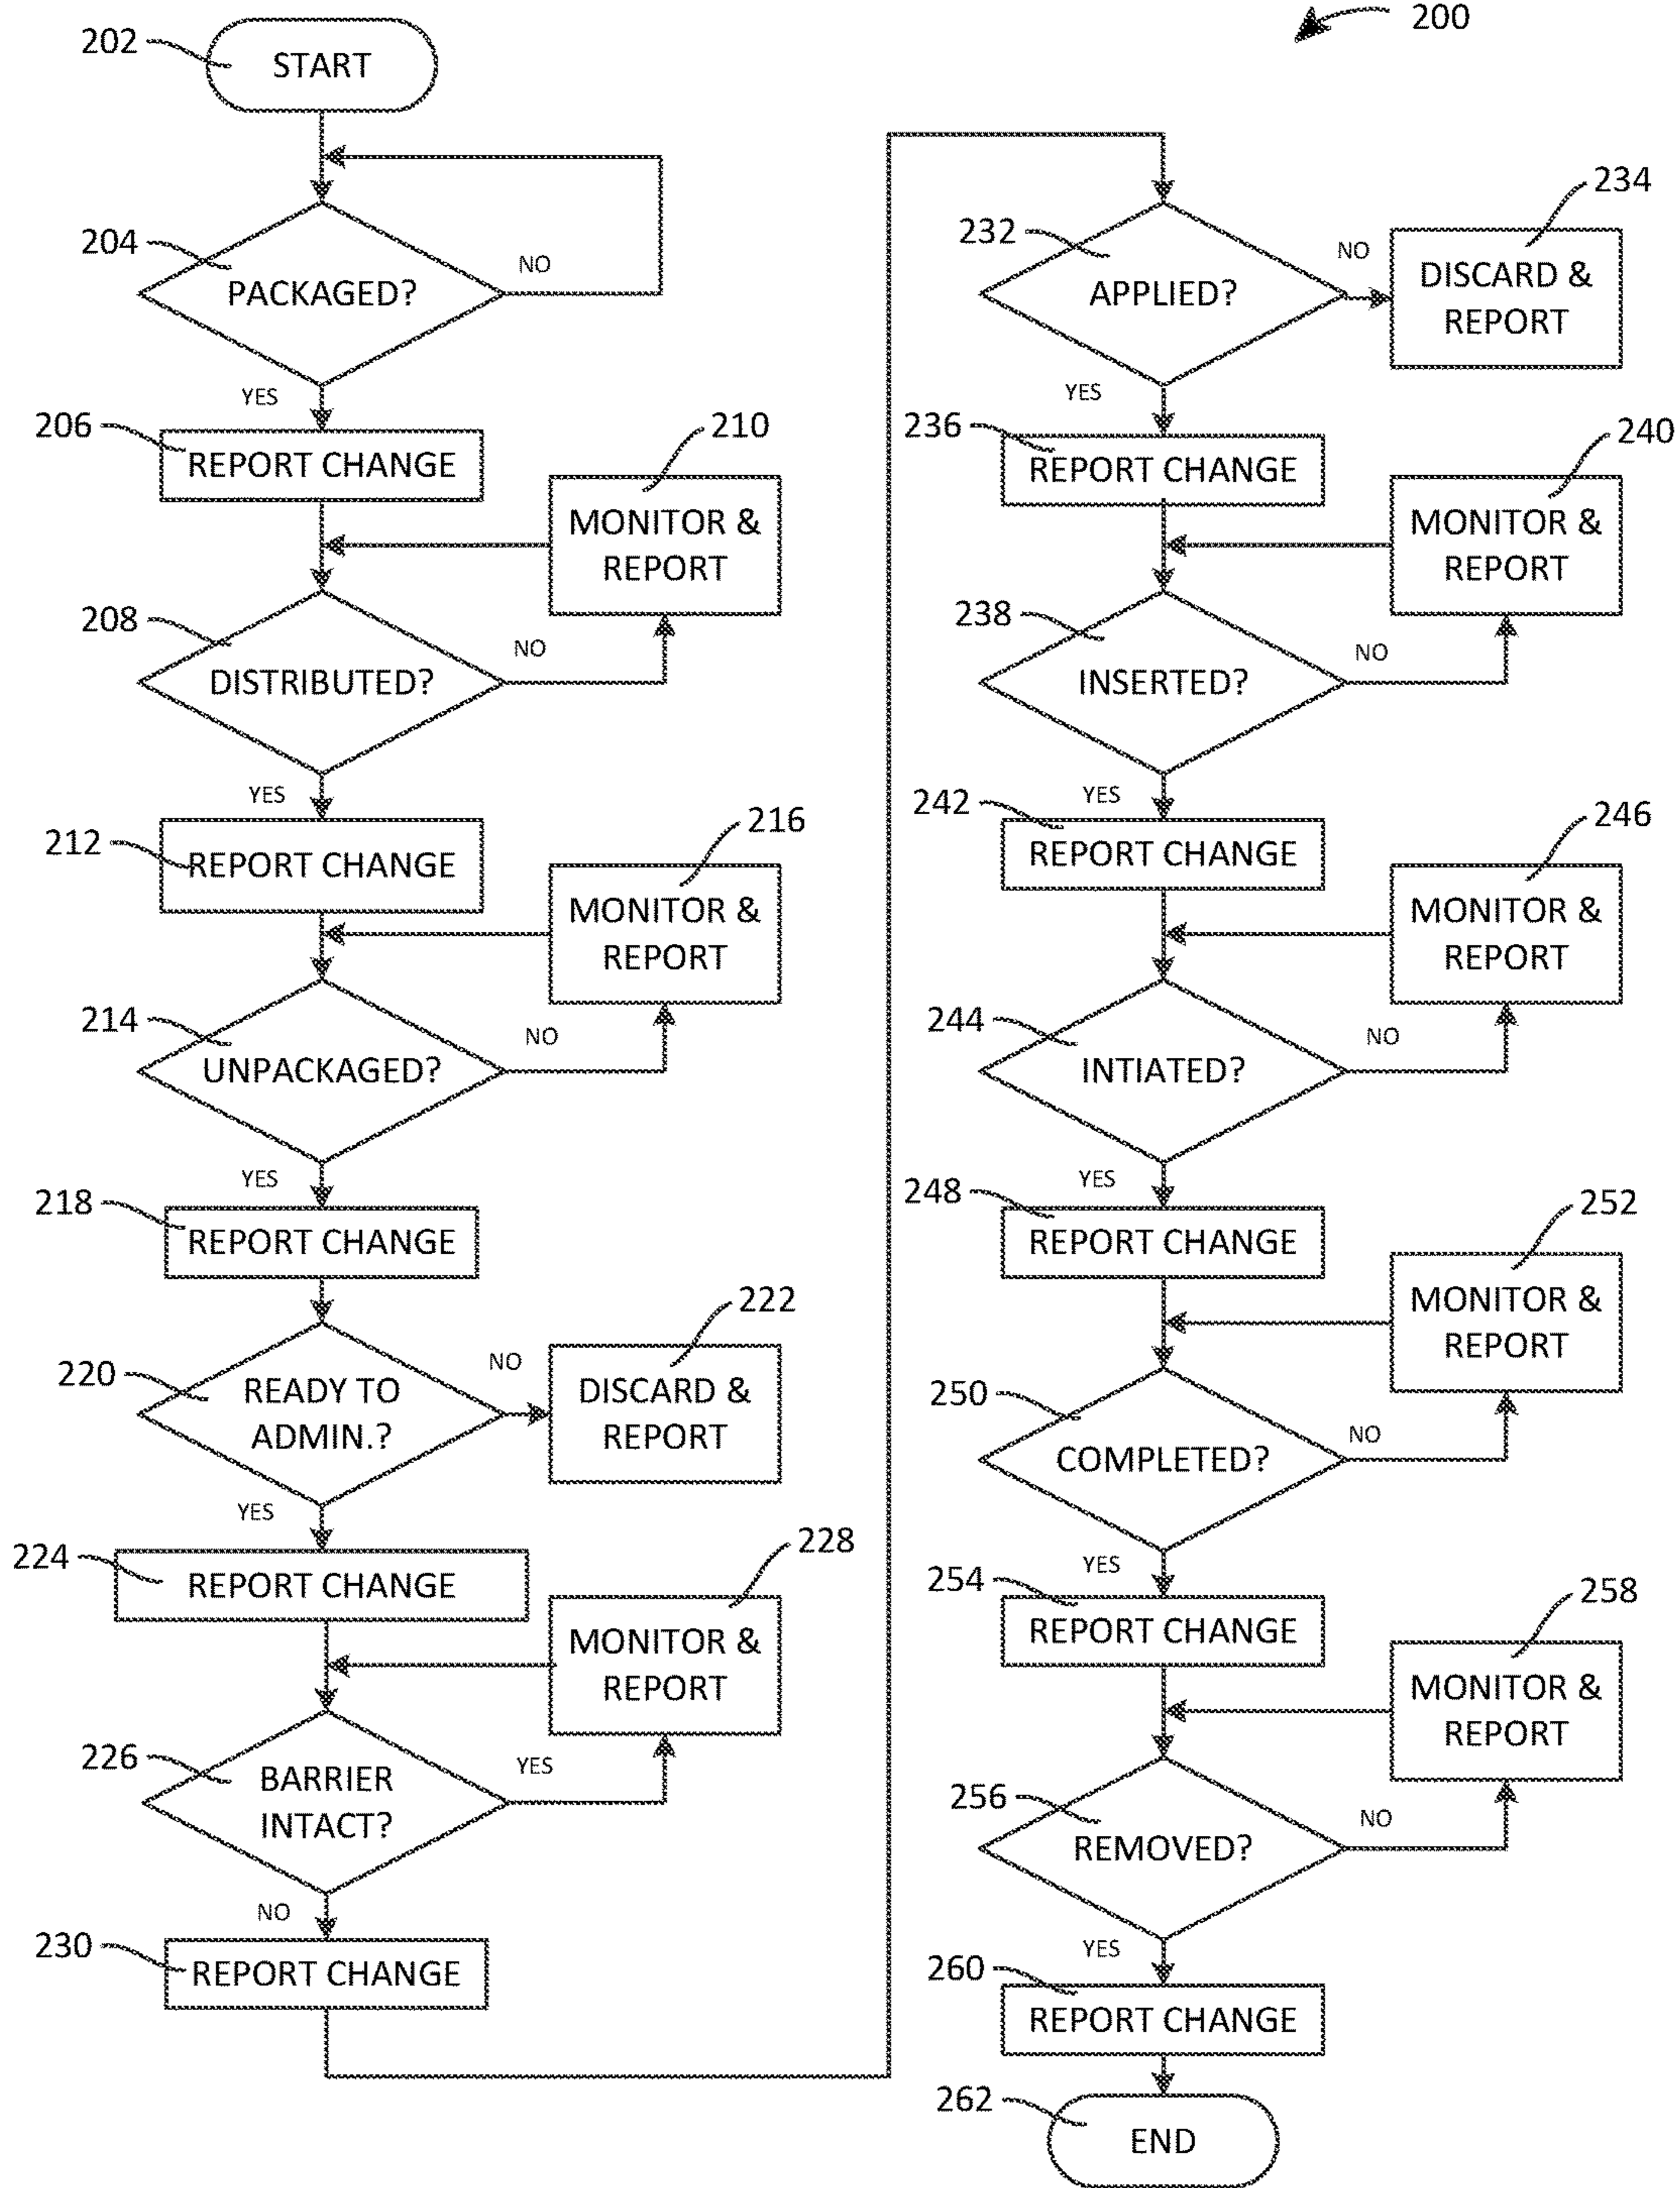 200
202
START
204
PACKAGED?
NO
YES
206
REPORT CHANGE
210
MONITOR &
REPORT
208
DISTRIBUTED?
NO
YES
212
REPORT CHANGE
216
MONITOR &
REPORT
214
UNPACKAGED?
NO
YES
218
REPORT CHANGE
220
READY TO
ADMIN.?
NO
222
DISCARD &
REPORT
YES
224
REPORT CHANGE
228
MONITOR &
REPORT
226
BARRIER
INTACT?
YES
NO
230
REPORT CHANGE
232
APPLIED?
NO
234
DISCARD &
REPORT
YES
236
REPORT CHANGE
240
MONITOR &
REPORT
238
INSERTED?
NO
YES
242
REPORT CHANGE
246
MONITOR &
REPORT
244
INTIATED?
NO
YES
248
REPORT CHANGE
252
MONITOR &
REPORT
250
COMPLETED?
NO
YES
254
REPORT CHANGE
258
MONITOR &
REPORT
256
REMOVED?
NO
YES
260
REPORT CHANGE
262
END